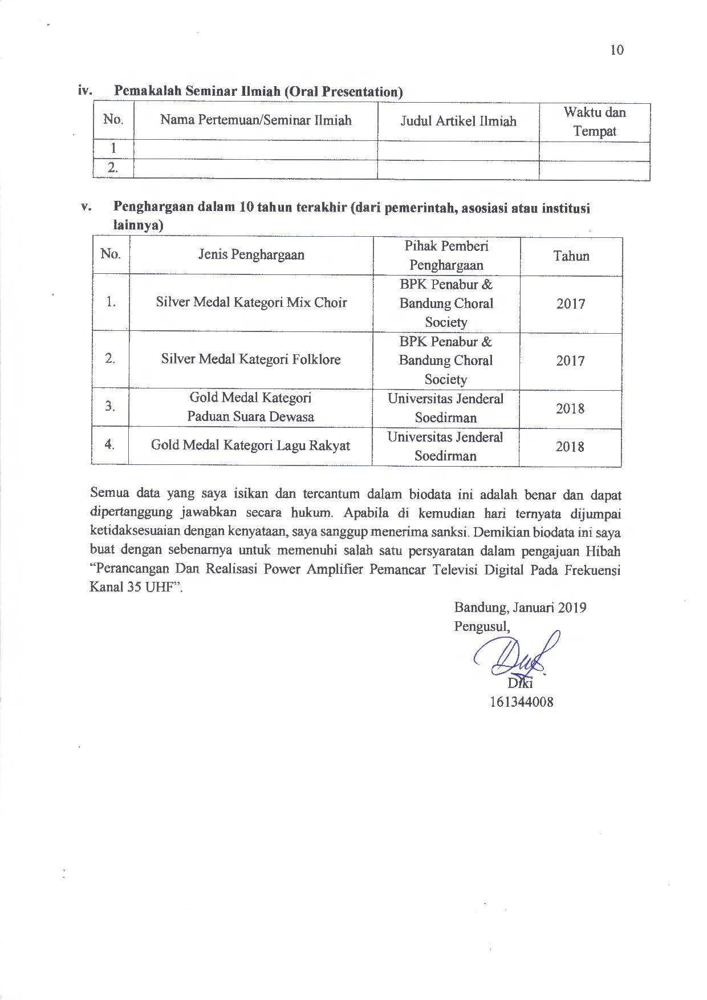 10
iv. Pemakalah Seminar Ilmiah (Oral Presentation)
No. Nama Pertemuan/Seminar Ilmiah Judul Artikel Ilmiah Waktu dan
Tempat
1
2.
v. Penghargaan dalam 10 tahun terakhir (dari pemerintah, asosiasi atau institusi
lainnya)
No. Jenis Penghargaan Pihak Pemberi
Penghargaan Tahun
1. Silver Medal Kategori Mix Choir BPK Penabur &
Bandung Choral
Society 2017
2. Silver Medal Kategori Folklore BPK Penabur &
Bandung Choral
Society 2017
3. Gold Medal Kategori
Paduan Suara Dewasa Universitas Jenderal
Soedirman 2018
4. Gold Medal Kategori Lagu Rakyat Universitas Jenderal
Soedirman 2018
Semua data yang saya isikan dan tercantum dalam biodata ini adalah benar dan dapat
dipertanggung jawabkan secara hukum. Apabila di kemudian hari ternyata dijumpai
ketidaksesuaian dengan kenyataan, saya sanggup menerima sanksi. Demikian biodata ini saya
buat dengan sebenarnya untuk memenuhi salah satu persyaratan dalam pengajuan Hibah
“Perancangan Dan Realisasi Power Amplifier Pemancar Televisi Digital Pada Frekuensi
Kanal 35 UHF”.
Bandung, Januari 2019
Pengusul,
Diki
161344008